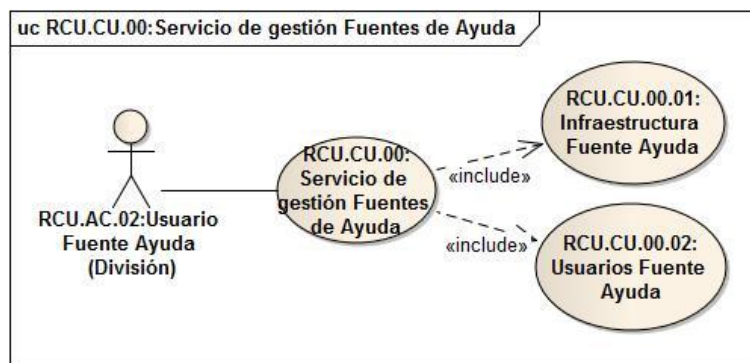 uc RCU.CU.00:Servicio de gestión Fuentes de Ayuda
RCU.CU.00.01:
Infraestructura
Fuente Ayuda
RCU.CU.00:
Servicio de
gestión Fuentes
de Ayuda
«include»
RCU.AC.02:Usuario
Fuente Ayuda
(División)
«include»
RCU.CU.00.02:
Usuarios Fuente
Ayuda